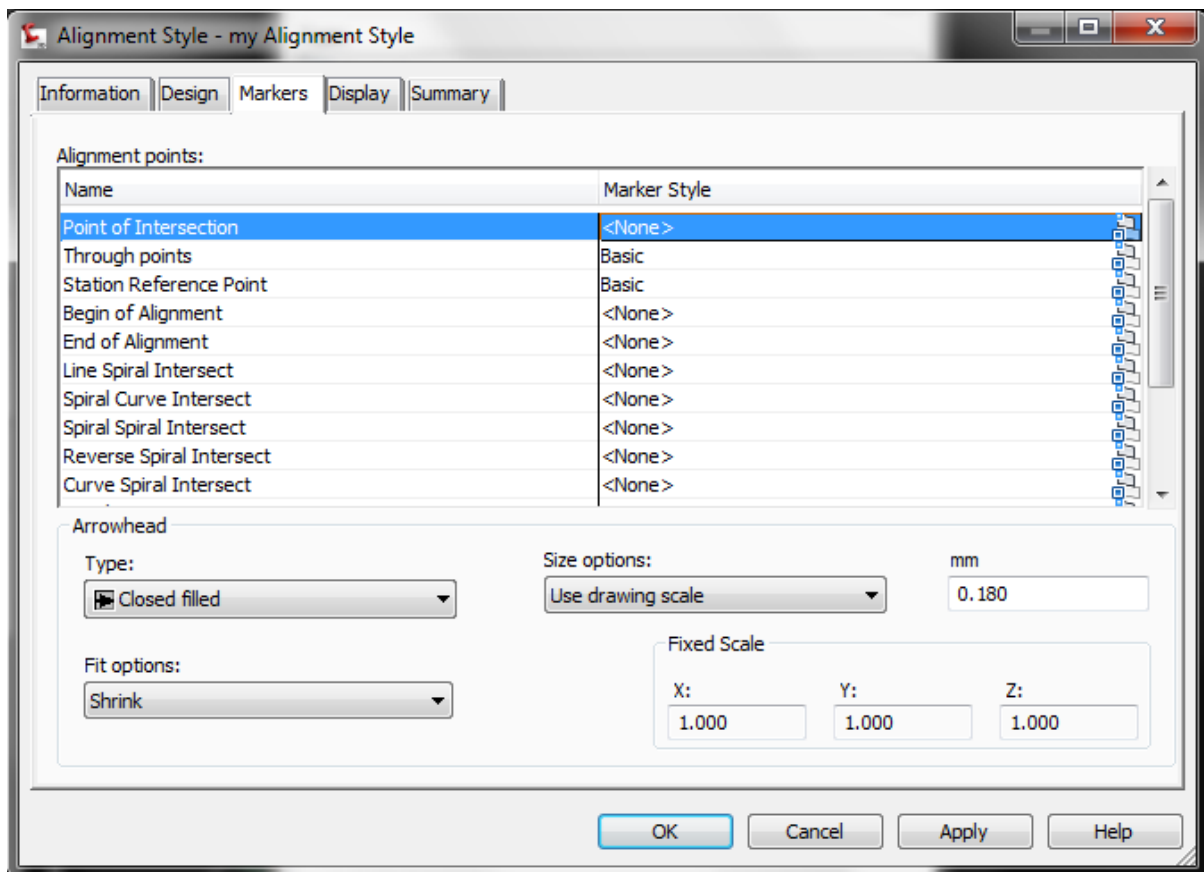 Alignment Style - my Alignment Style
Information Design Markers Display Summary
Alignment points:
Name Marker Style
Point of Intersection <None>
Through points Basic
Station Reference Point Basic
Begin of Alignment <None>
End of Alignment <None>
Line Spiral Intersect <None>
Spiral Curve Intersect <None>
Spiral Spiral Intersect <None>
Reverse Spiral Intersect <None>
Curve Spiral Intersect <None>
Arrowhead
Type: Size options: mm
Closed filled Use drawing scale 0.180
Fixed Scale
Fit options:
Shrink X: Y: Z:
1.000 1.000 1.000
OK Cancel Apply Help